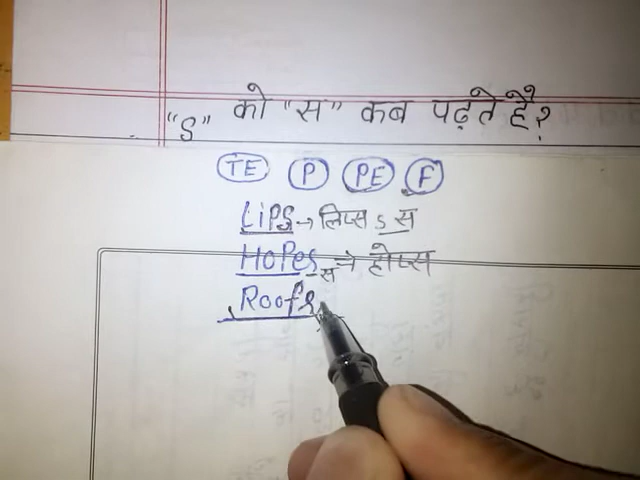 "S" को "स" कब पढ़ते है?
TE P PE F
LiPS → लिप्स S स
HoPes स → होप्स
Roofs